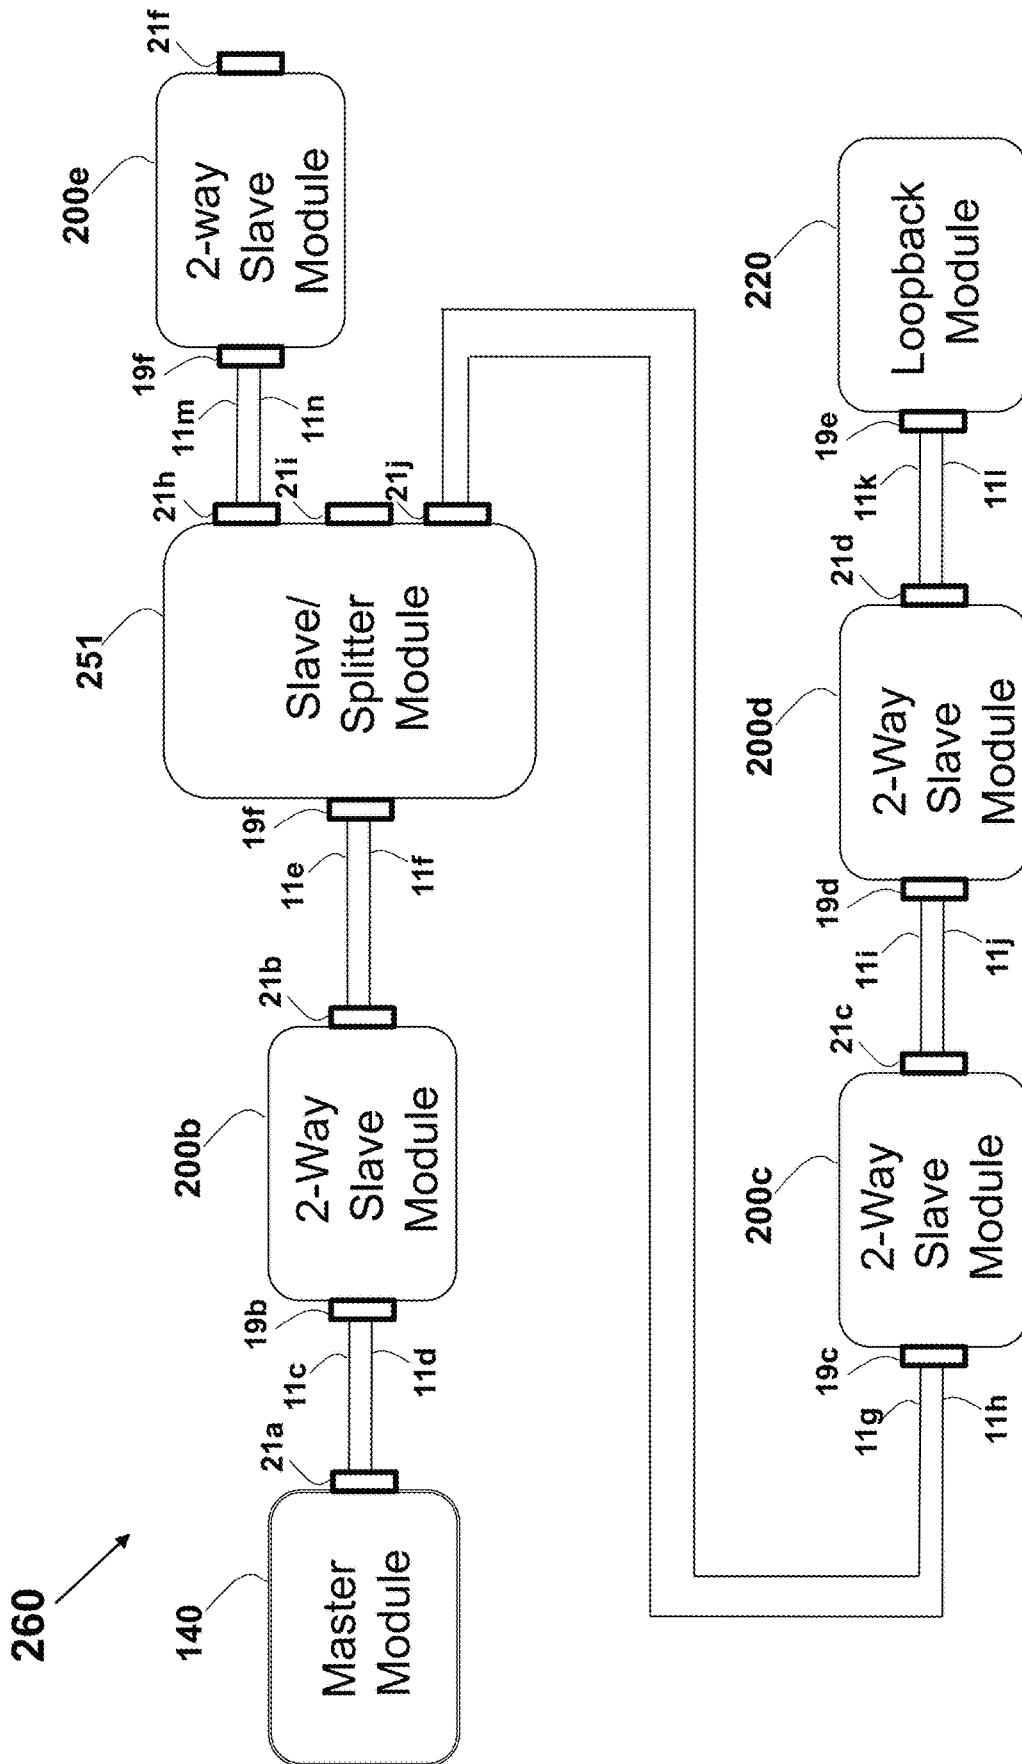 260
140
Master
Module
21a
11c
11d
19b
200b
2-Way
Slave
Module
21b
11e
11f
19f
251
Slave/
Splitter
Module
21h
21i
21j
11m
11n
19f
200e
2-way
Slave
Module
21f
11g
11h
19c
200c
2-Way
Slave
Module
21c
11i
11j
19d
200d
2-Way
Slave
Module
21d
11k
11l
19e
220
Loopback
Module